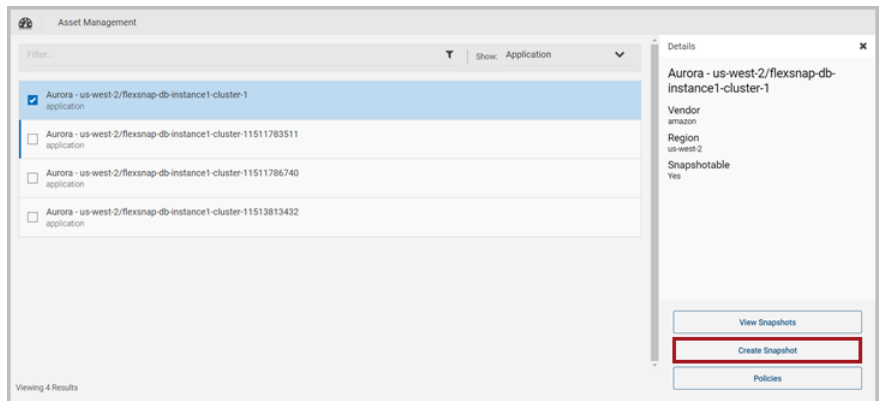 Asset Management
Filter...
Show: Application
Aurora - us-west-2/flexsnap-db-instance1-cluster-1
application
Aurora - us-west-2/flexsnap-db-instance1-cluster-11511783511
application
Aurora - us-west-2/flexsnap-db-instance1-cluster-11511786740
application
Aurora - us-west-2/flexsnap-db-instance1-cluster-11513813432
application
Viewing 4 Results
Details
Aurora - us-west-2/flexsnap-db-
instance1-cluster-1
Vendor
amazon
Region
us-west-2
Snapshotable
Yes
View Snapshots
Create Snapshot
Policies